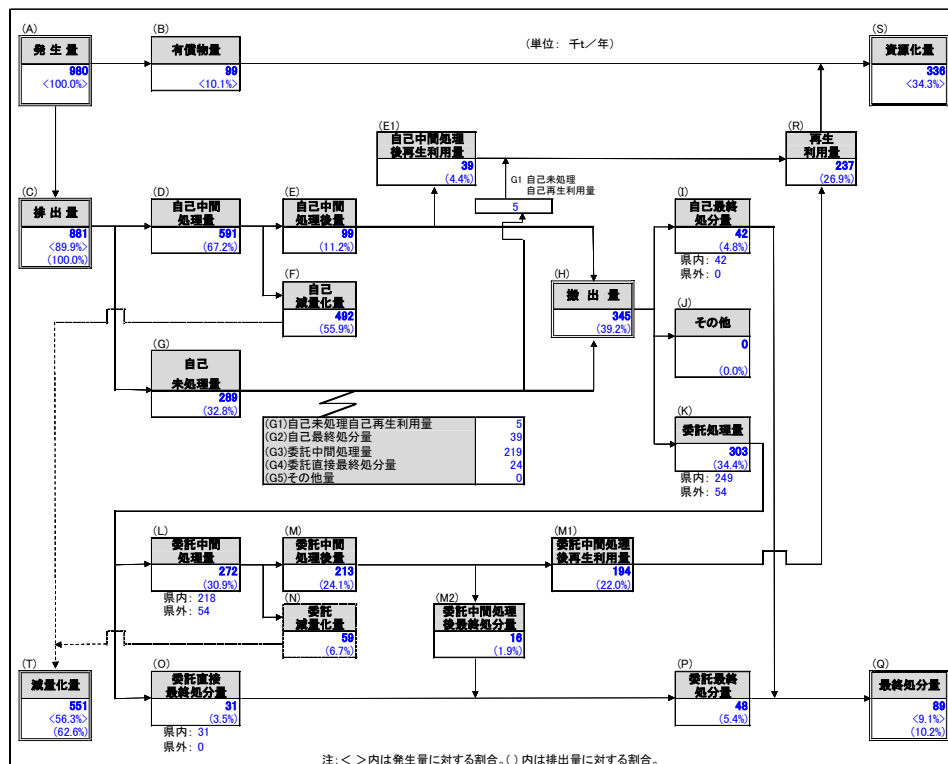 (A)
発 生 量
980
<100.0%>
(B)
有償物量
99
<10.1%>
(単位: 千t/年)
(S)
資源化量
336
<34.3%>
(E1)
自己中間処理
後再生利用量
39
(4.4%)
G1 自己未処理
自己再生利用量
5
(R)
再生
利用量
237
(26.9%)
(C)
排 出 量
881
<89.9%>
(100.0%)
(D)
自己中間
処理量
591
(67.2%)
(E)
自己中間
処理後量
99
(11.2%)
(F)
自己
減量化量
492
(55.9%)
(G)
自己
未処理量
289
(32.8%)
(G1)自己未処理自己再生利用量 5
(G2)自己最終処分量 39
(G3)委託中間処理量 219
(G4)委託直接最終処分量 24
(G5)その他量 0
(H)
搬 出 量
345
(39.2%)
(I)
自己最終
処分量
42
(4.8%)
県内: 42
県外: 0
(J)
その他
0
(0.0%)
(K)
委託処理量
303
(34.4%)
県内: 249
県外: 54
(L)
委託中間
処理量
272
(30.9%)
県内: 218
県外: 54
(M)
委託中間
処理後量
213
(24.1%)
(N)
委託
減量化量
59
(6.7%)
(M1)
委託中間処理
後再生利用量
194
(22.0%)
(M2)
委託中間処理
後最終処分量
16
(1.9%)
(T)
減量化量
551
<56.3%>
(62.6%)
(O)
委託直接
最終処分量
31
(3.5%)
県内: 31
県外: 0
(P)
委託最終
処分量
48
(5.4%)
(Q)
最終処分量
89
<9.1%>
(10.2%)
注:< >内は発生量に対する割合。( )内は排出量に対する割合。